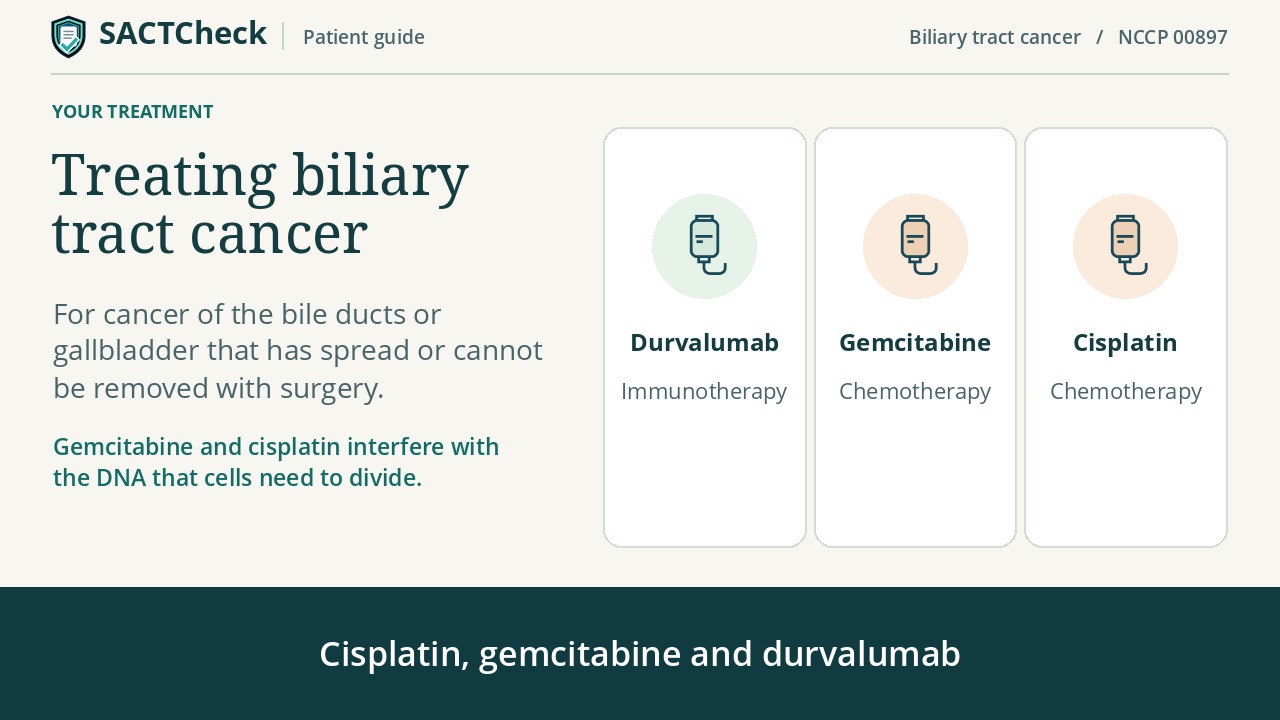 SACTCheck
Patient guide
Biliary tract cancer / NCCP 00897
YOUR TREATMENT
Treating biliary
tract cancer
For cancer of the bile ducts or
gallbladder that has spread or cannot
be removed with surgery.
Gemcitabine and cisplatin interfere with
the DNA that cells need to divide.
Durvalumab
Immunotherapy
Gemcitabine
Chemotherapy
Cisplatin
Chemotherapy
Cisplatin, gemcitabine and durvalumab